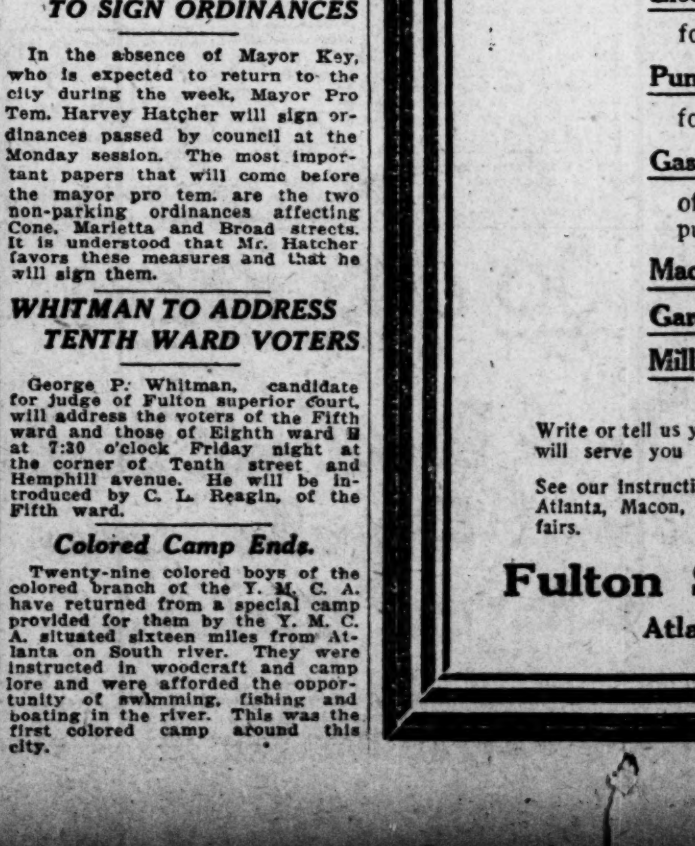 TO SIGN ORDINANCES
In the absence of Mayor Key,
who is expected to return to the
city during the week, Mayor Pro
Tem. Harvey Hatcher will sign or-
dinances passed by council at the
Monday session. The most impor-
tant papers that will come before
the mayor pro tem. are the two
non-parking ordinances affecting
Cone, Marietta and Broad streets.
It is understood that Mr. Hatcher
favors these measures and that he
will sign them.
WHITMAN TO ADDRESS
TENTH WARD VOTERS
George P. Whitman, candidate
for judge of Fulton superior court,
will address the voters of the Fifth
ward and those of Eighth ward B
at 7:30 o'clock Friday night at
the corner of Tenth street and
Hemphill avenue. He will be in-
troduced by C. L. Reagin, of the
Fifth ward.
Colored Camp Ends.
Twenty-nine colored boys of the
colored branch of the Y. M. C. A.
have returned from a special camp
provided for them by the Y. M. C.
A. situated sixteen miles from At-
lanta on South river. They were
instructed in woodcraft and camp
lore and were afforded the oppor-
tunity of swimming, fishing and
boating in the river. This was the
first colored camp around this
city.
fo
Pun
fo
Gas
of
pu
Mac
Gar
Mill
Write or tell us y
will serve you
See our instructi
Atlanta, Macon,
fairs.
Fulton S
Atla